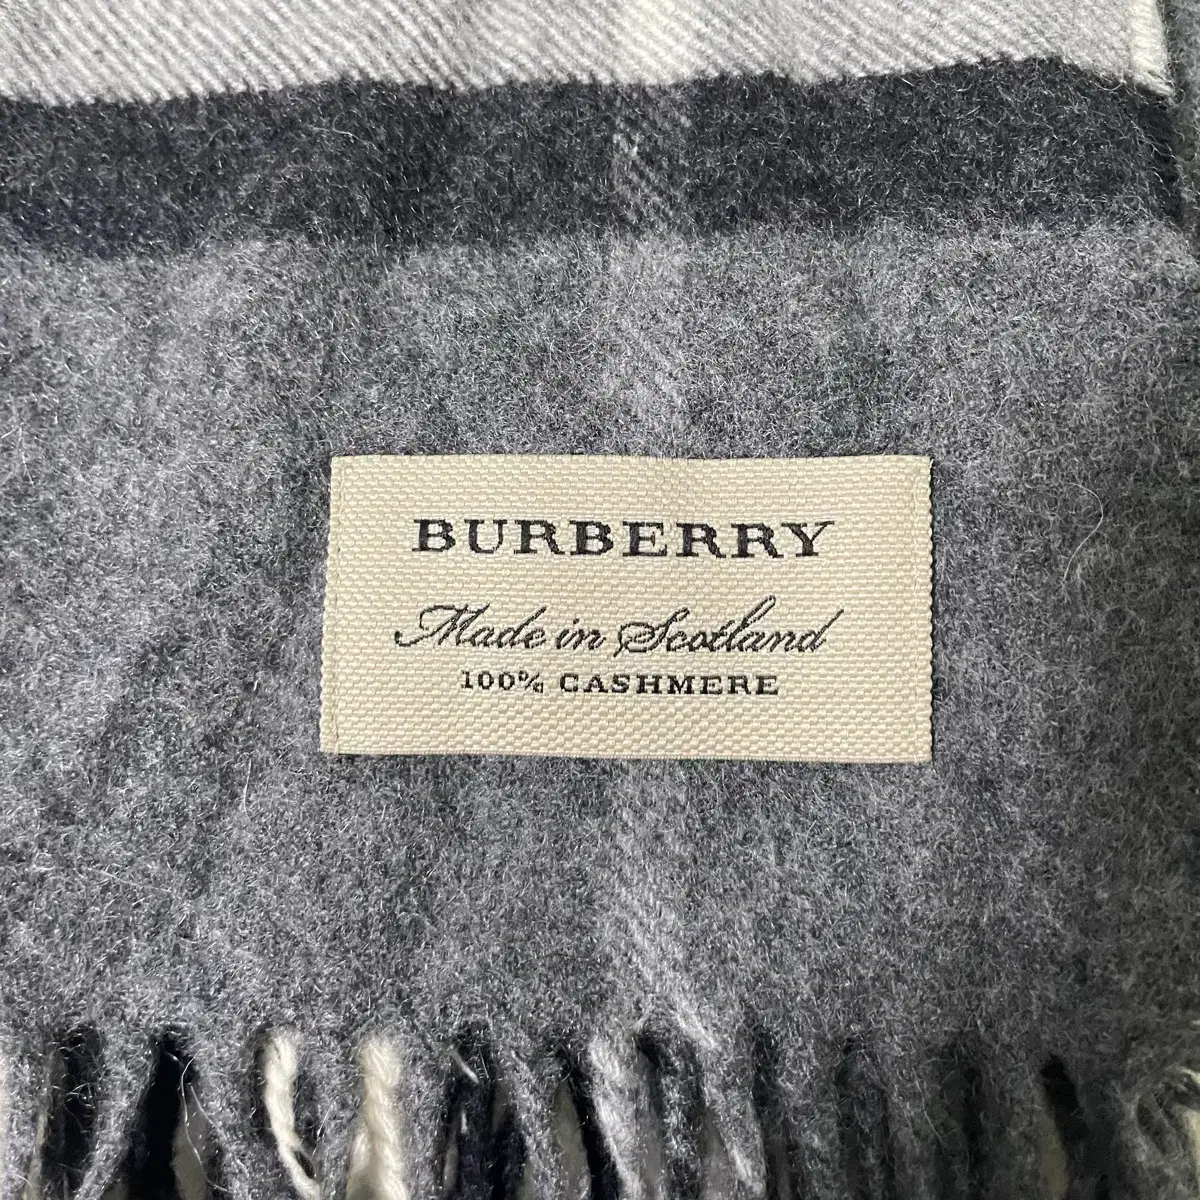 BURBERRY
Made in Scotland
100% CASHMERE